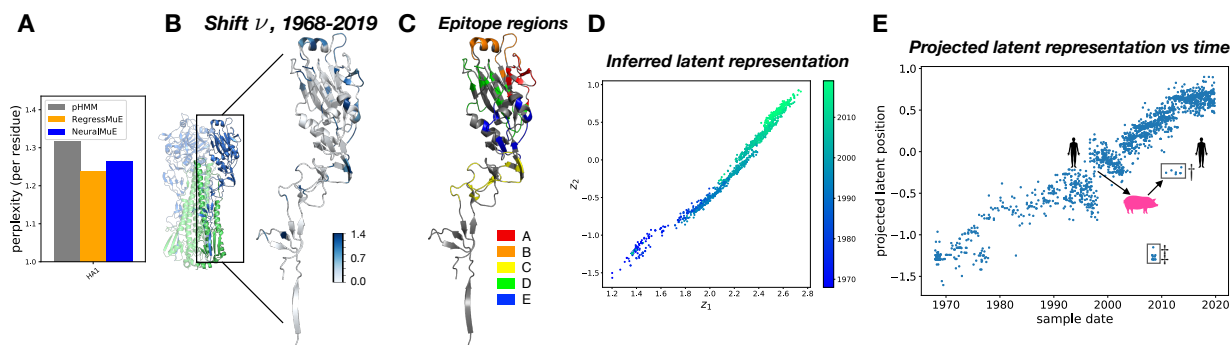 A
B
Shift ν, 1968-2019
C
Epitope regions
D
Inferred latent representation
E
Projected latent representation vs time
perplexity (per residue)
1.4
1.3
1.2
1.1
1.0
pHMM
RegressMuE
NeuralMuE
HA1
1.4
0.0
A
B
C
D
E
z₂
1.0
0.5
0.0
−0.5
−1.0
−1.5
1.2 1.4 1.6 1.8 2.0 2.2 2.4 2.6 2.8
z₁
2010
2000
1990
1980
1970
projected latent position
1.0
0.5
0.0
−0.5
−1.0
−1.5
†
‡
1970 1980 1990 2000 2010 2020
sample date